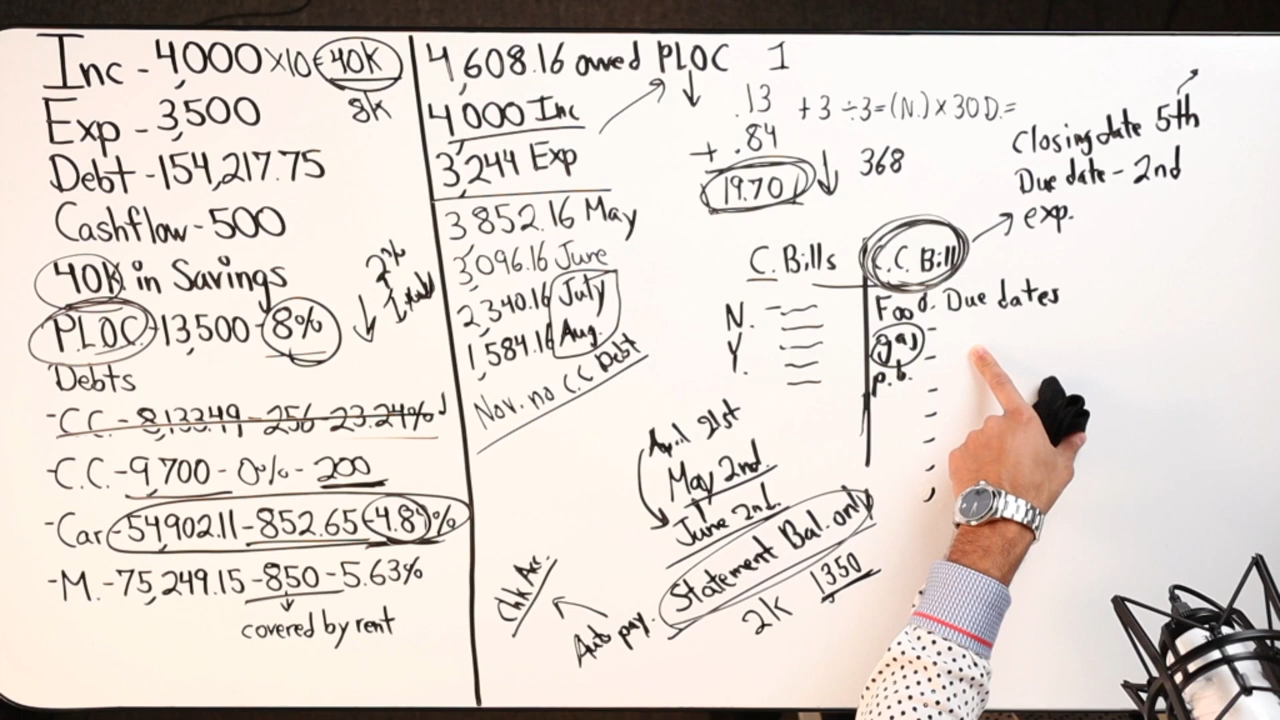 Inc - 4,000 x10 = 40K
8K
Exp - 3,500
Debt - 154,217.75
Cashflow - 500
40K in Savings
PLOC - 13,500 - 8%
2%
Debts
- C.C. - 8,133.49 - 256 - 23.24%
- C.C. - 9,700 - 0% - 200
- Car - 54,902.11 - 852.65 - 4.8%
- M. - 75,249.15 - 850 - 5.63%
covered by rent
4,608.16 owed PLOC 1
4,000 Inc
3,244 Exp
3,852.16 May
3,096.16 June
2,340.16 July
1,584.16 Aug.
Nov. no C.C Debt
.13 + 3 ÷ 3 = (N.) x 30 D. =
+ .84
19.70
368
Closing date 5th
Due date - 2nd
exp.
C. Bills
N.
Y.
C.C. Bill
Food. Due dates
gas
p.b.
April 21st
May 2nd.
June 2nd.
Statement Bal. only
2K 1350
Auto pay.
Chk Acc.